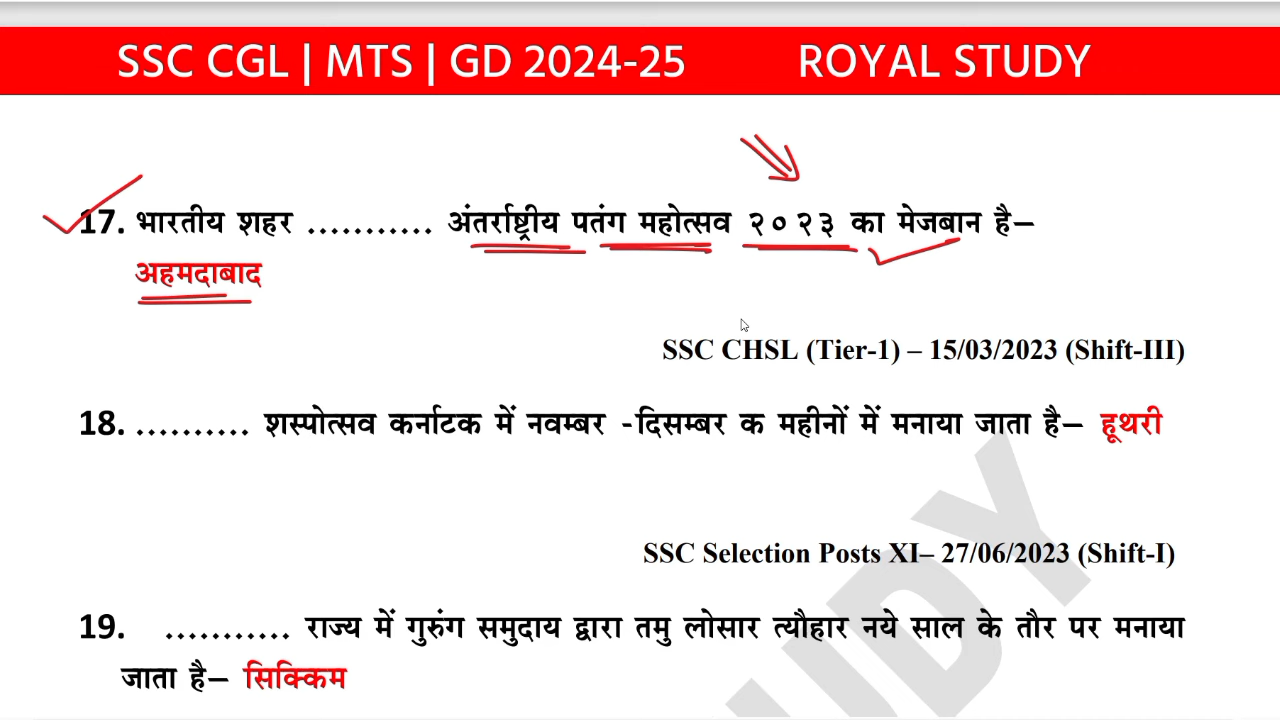 SSC CGL | MTS | GD 2024-25 ROYAL STUDY
17. भारतीय शहर ........... अंतर्राष्ट्रीय पतंग महोत्सव २०२३ का मेजबान है–
अहमदाबाद
SSC CHSL (Tier-1) – 15/03/2023 (Shift-III)
18. .......... शस्पोत्सव कर्नाटक में नवम्बर -दिसम्बर क महीनों में मनाया जाता है– हूथरी
SSC Selection Posts XI– 27/06/2023 (Shift-I)
19. ........... राज्य में गुरुंग समुदाय द्वारा तमु लोसार त्यौहार नये साल के तौर पर मनाया
जाता है– सिक्किम
UDY